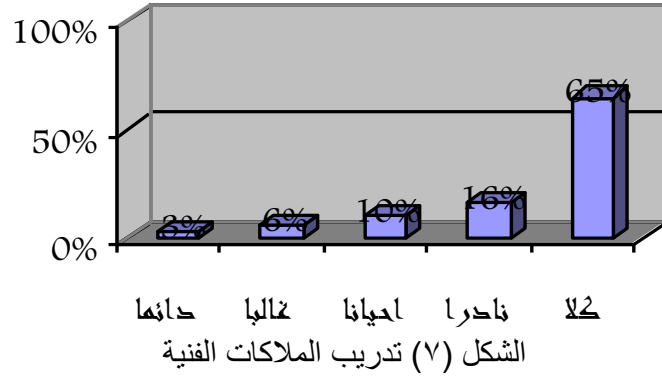 100%
50%
0%
3% 6% 10% 16% 65%
دائما غالبا احيانا نادرا كلا
الشكل (٧) تدريب الملاكات الفنية